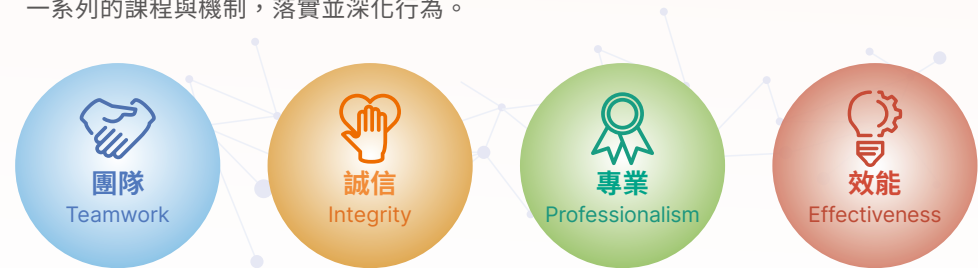 一系列的課程與機制，落實並深化行為。
團隊
Teamwork
誠信
Integrity
專業
Professionalism
效能
Effectiveness